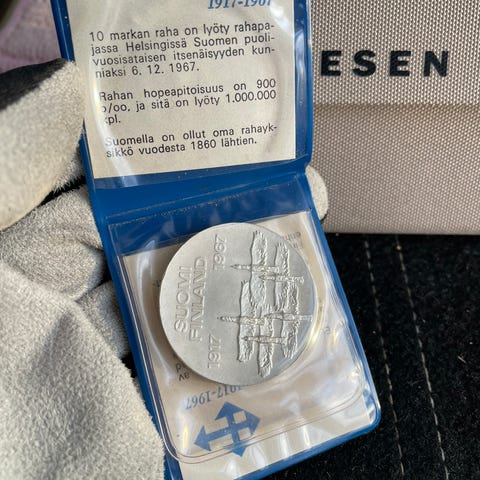 1917-1967
10 markan raha on lyöty rahapa-
jassa Helsingissä Suomen puoli-
vuosisataisen itsenäisyyden kun-
niaksi 6. 12. 1967.
Rahan hopeapitoisuus on 900
o/oo, ja sitä on lyöty 1.000.000
kpl.
Suomella on ollut oma rahayk-
sikkö vuodesta 1860 lähtien.
ESEN
SUOMI
FINLAND
1917 1967
1917-1967